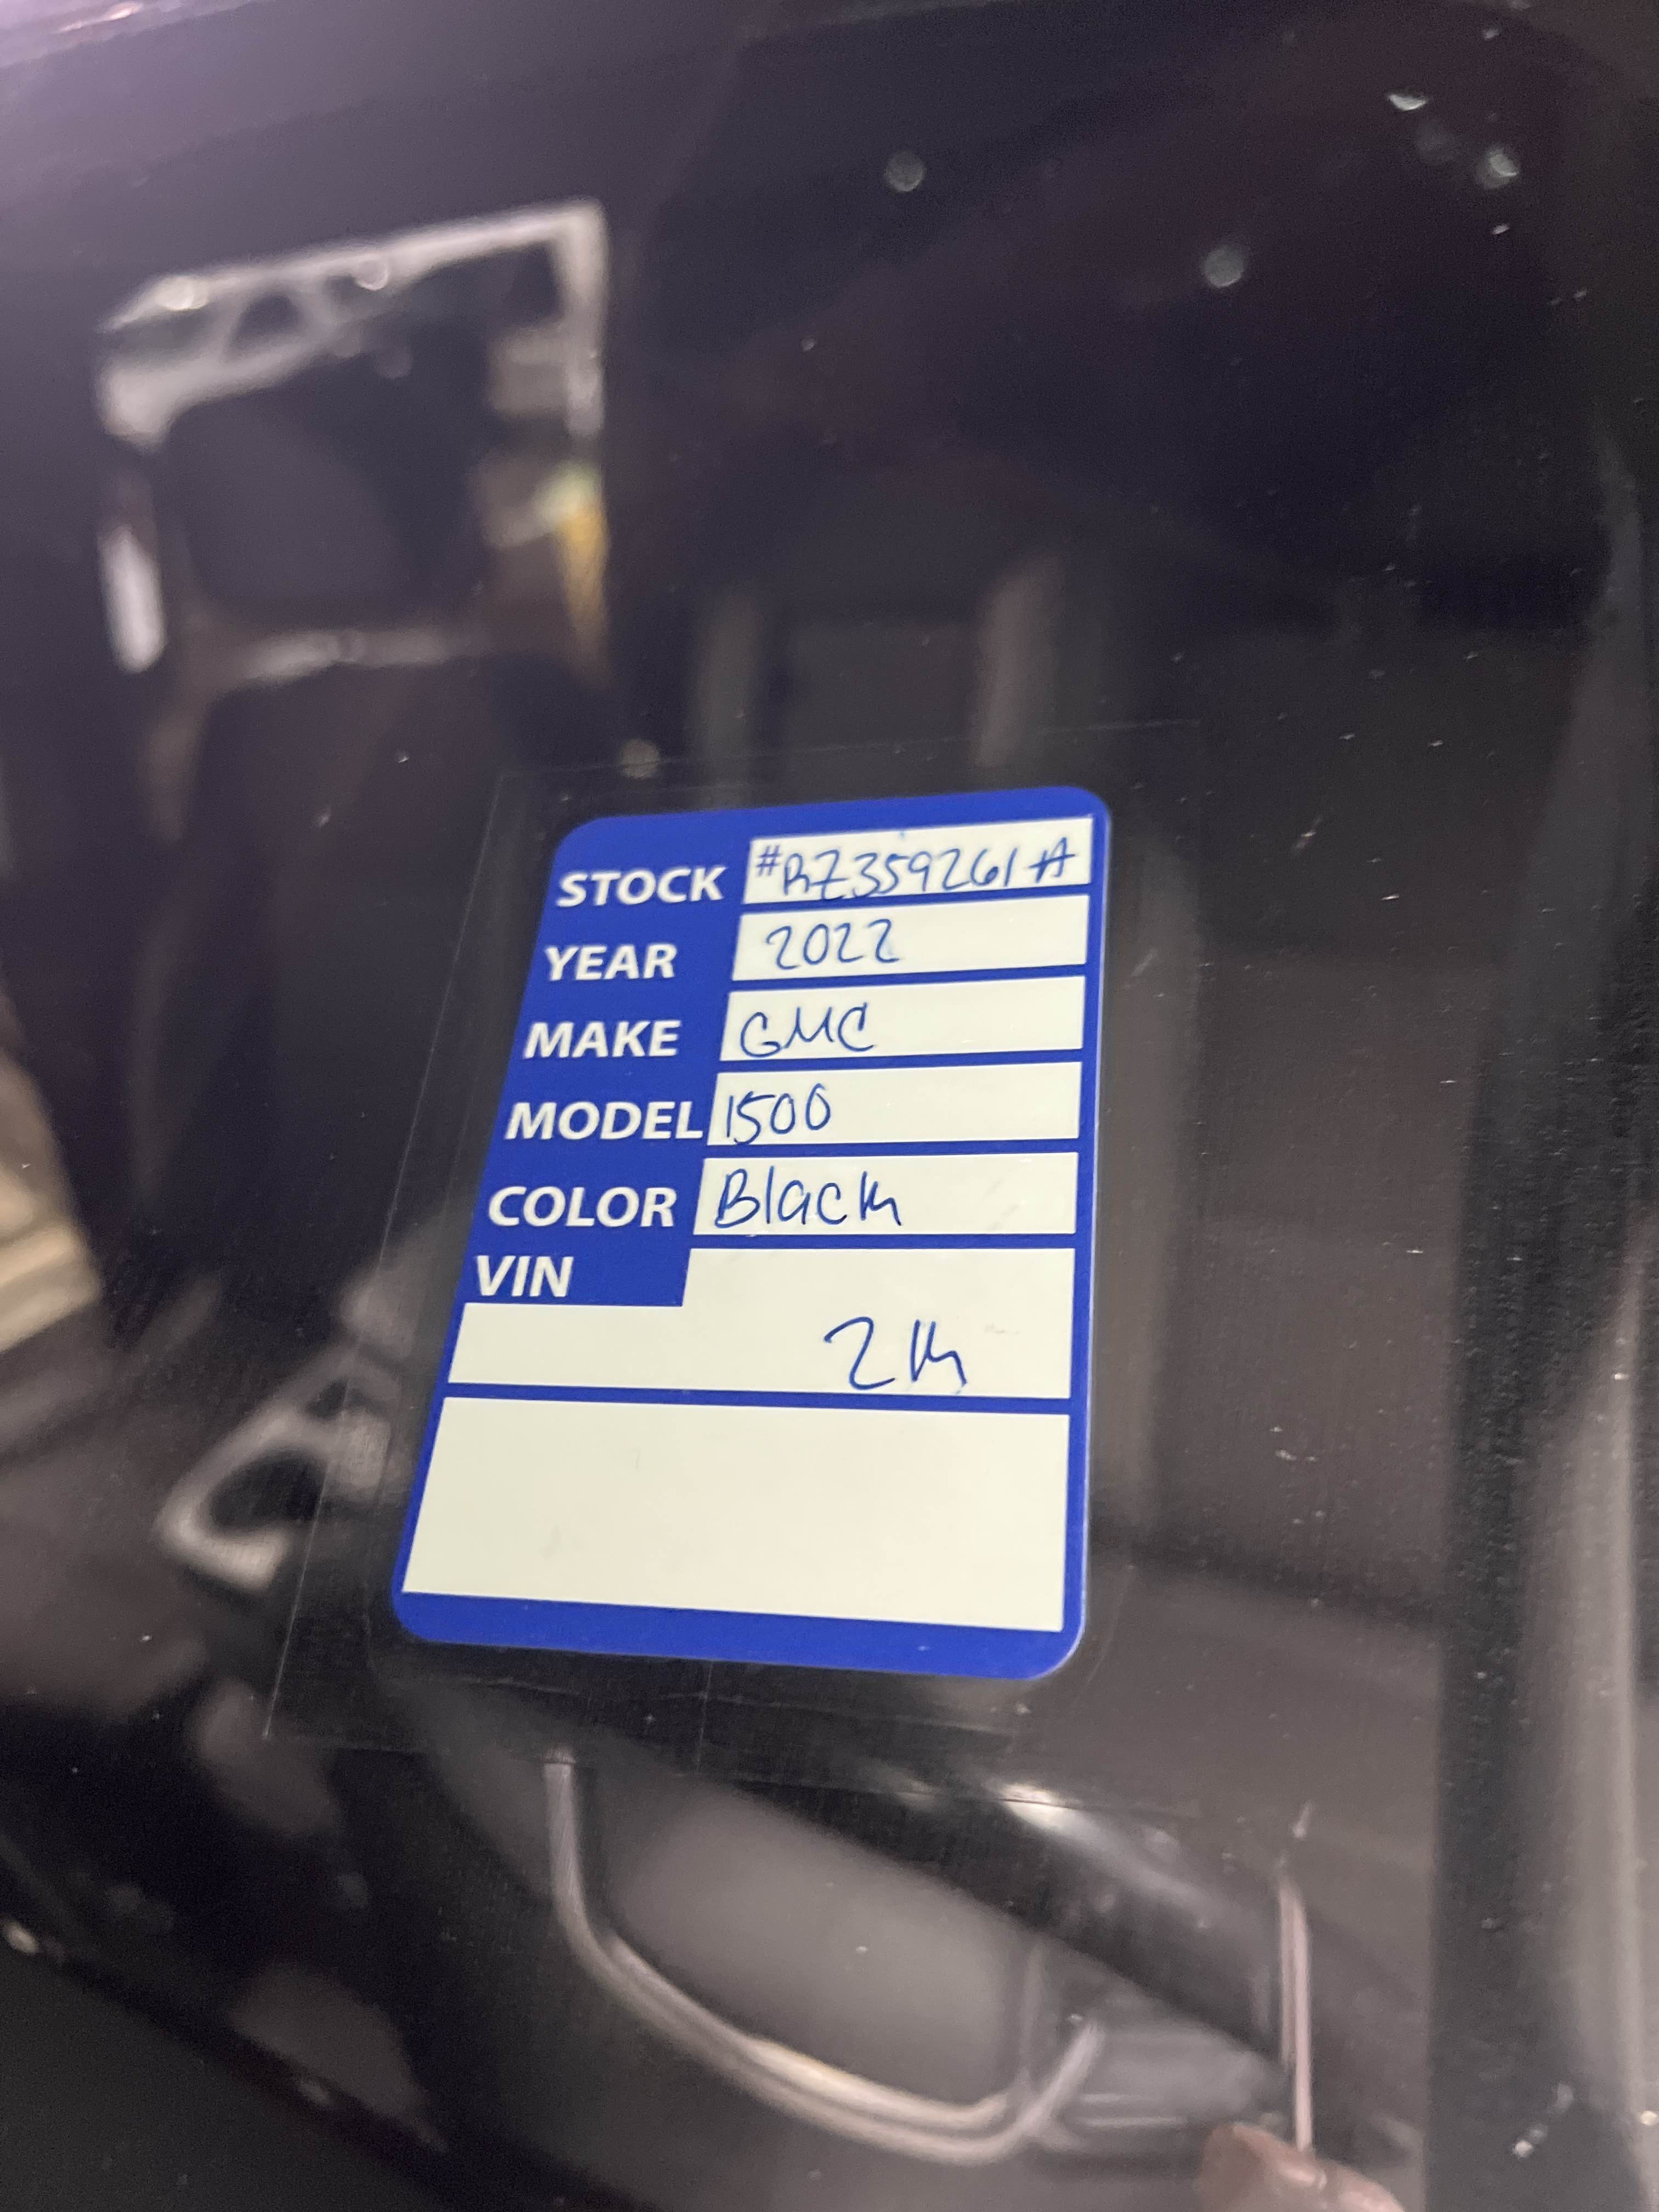 STOCK #RZ359261A
YEAR 2022
MAKE GMC
MODEL 1500
COLOR Black
VIN
2k